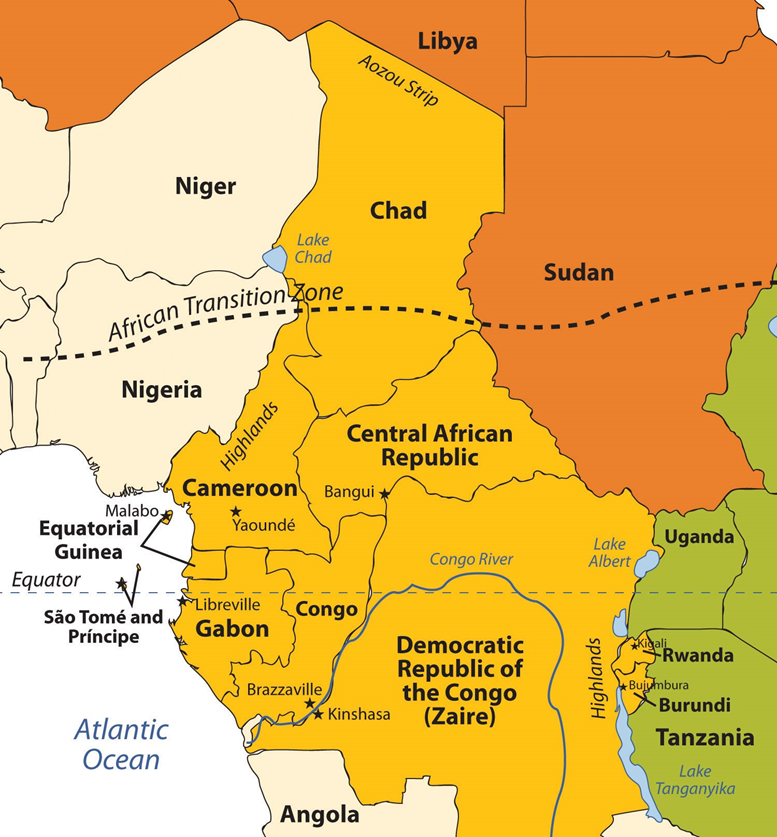 Libya
Aozou Strip
Niger
Chad
Lake
Chad
Sudan
African Transition Zone
Nigeria
Highlands
Central African
Republic
Cameroon
Bangui
Malabo
Yaoundé
Equatorial
Guinea
Uganda
Lake
Albert
Congo River
Equator
Libreville
Congo
São Tomé and
Príncipe
Gabon
Democratic
Republic of
the Congo
(Zaire)
Highlands
Kigali
Rwanda
Brazzaville
Bujumbura
Kinshasa
Burundi
Atlantic
Ocean
Tanzania
Lake
Tanganyika
Angola